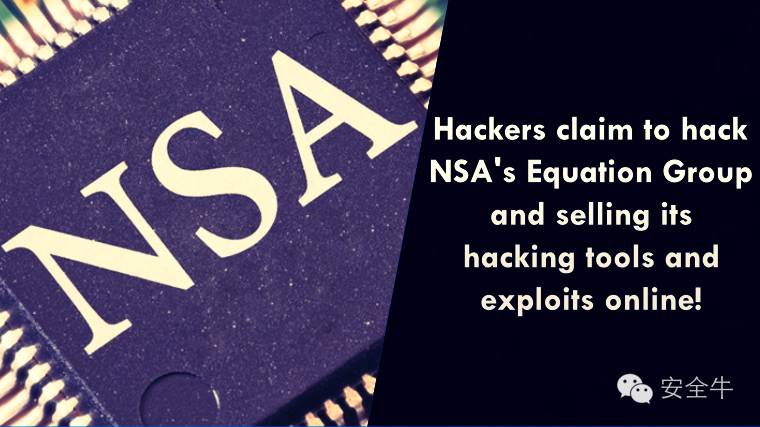 NSA
Hackers claim to hack
NSA's Equation Group
and selling its
hacking tools and
exploits online!
安全牛